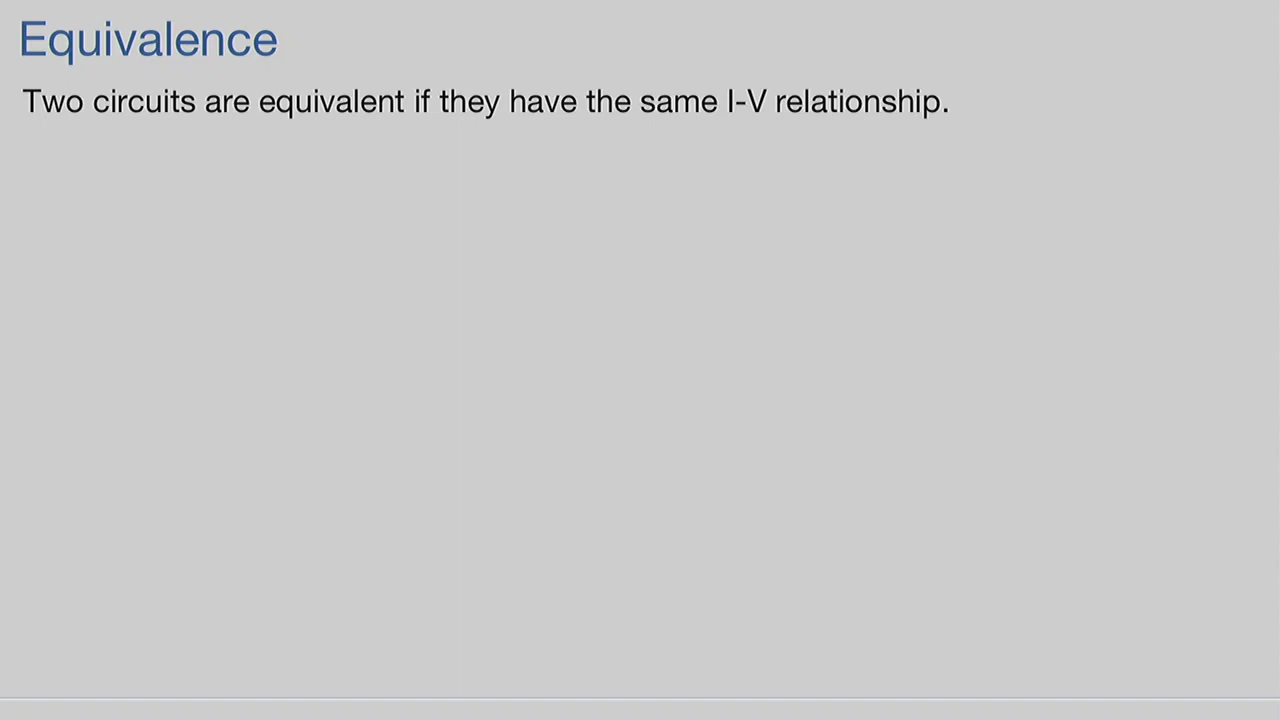 Equivalence
Two circuits are equivalent if they have the same I-V relationship.